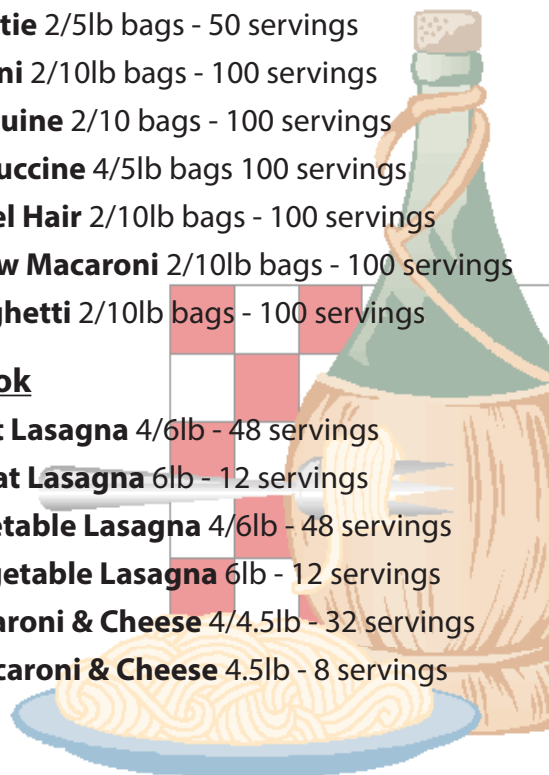 tie 2/5lb bags - 50 servings
ni 2/10lb bags - 100 servings
uine 2/10 bags - 100 servings
uccine 4/5lb bags 100 servings
el Hair 2/10lb bags - 100 servings
w Macaroni 2/10lb bags - 100 servings
ghetti 2/10lb bags - 100 servings
ok
t Lasagna 4/6lb - 48 servings
at Lasagna 6lb - 12 servings
etable Lasagna 4/6lb - 48 servings
getable Lasagna 6lb - 12 servings
aroni & Cheese 4/4.5lb - 32 servings
caroni & Cheese 4.5lb - 8 servings